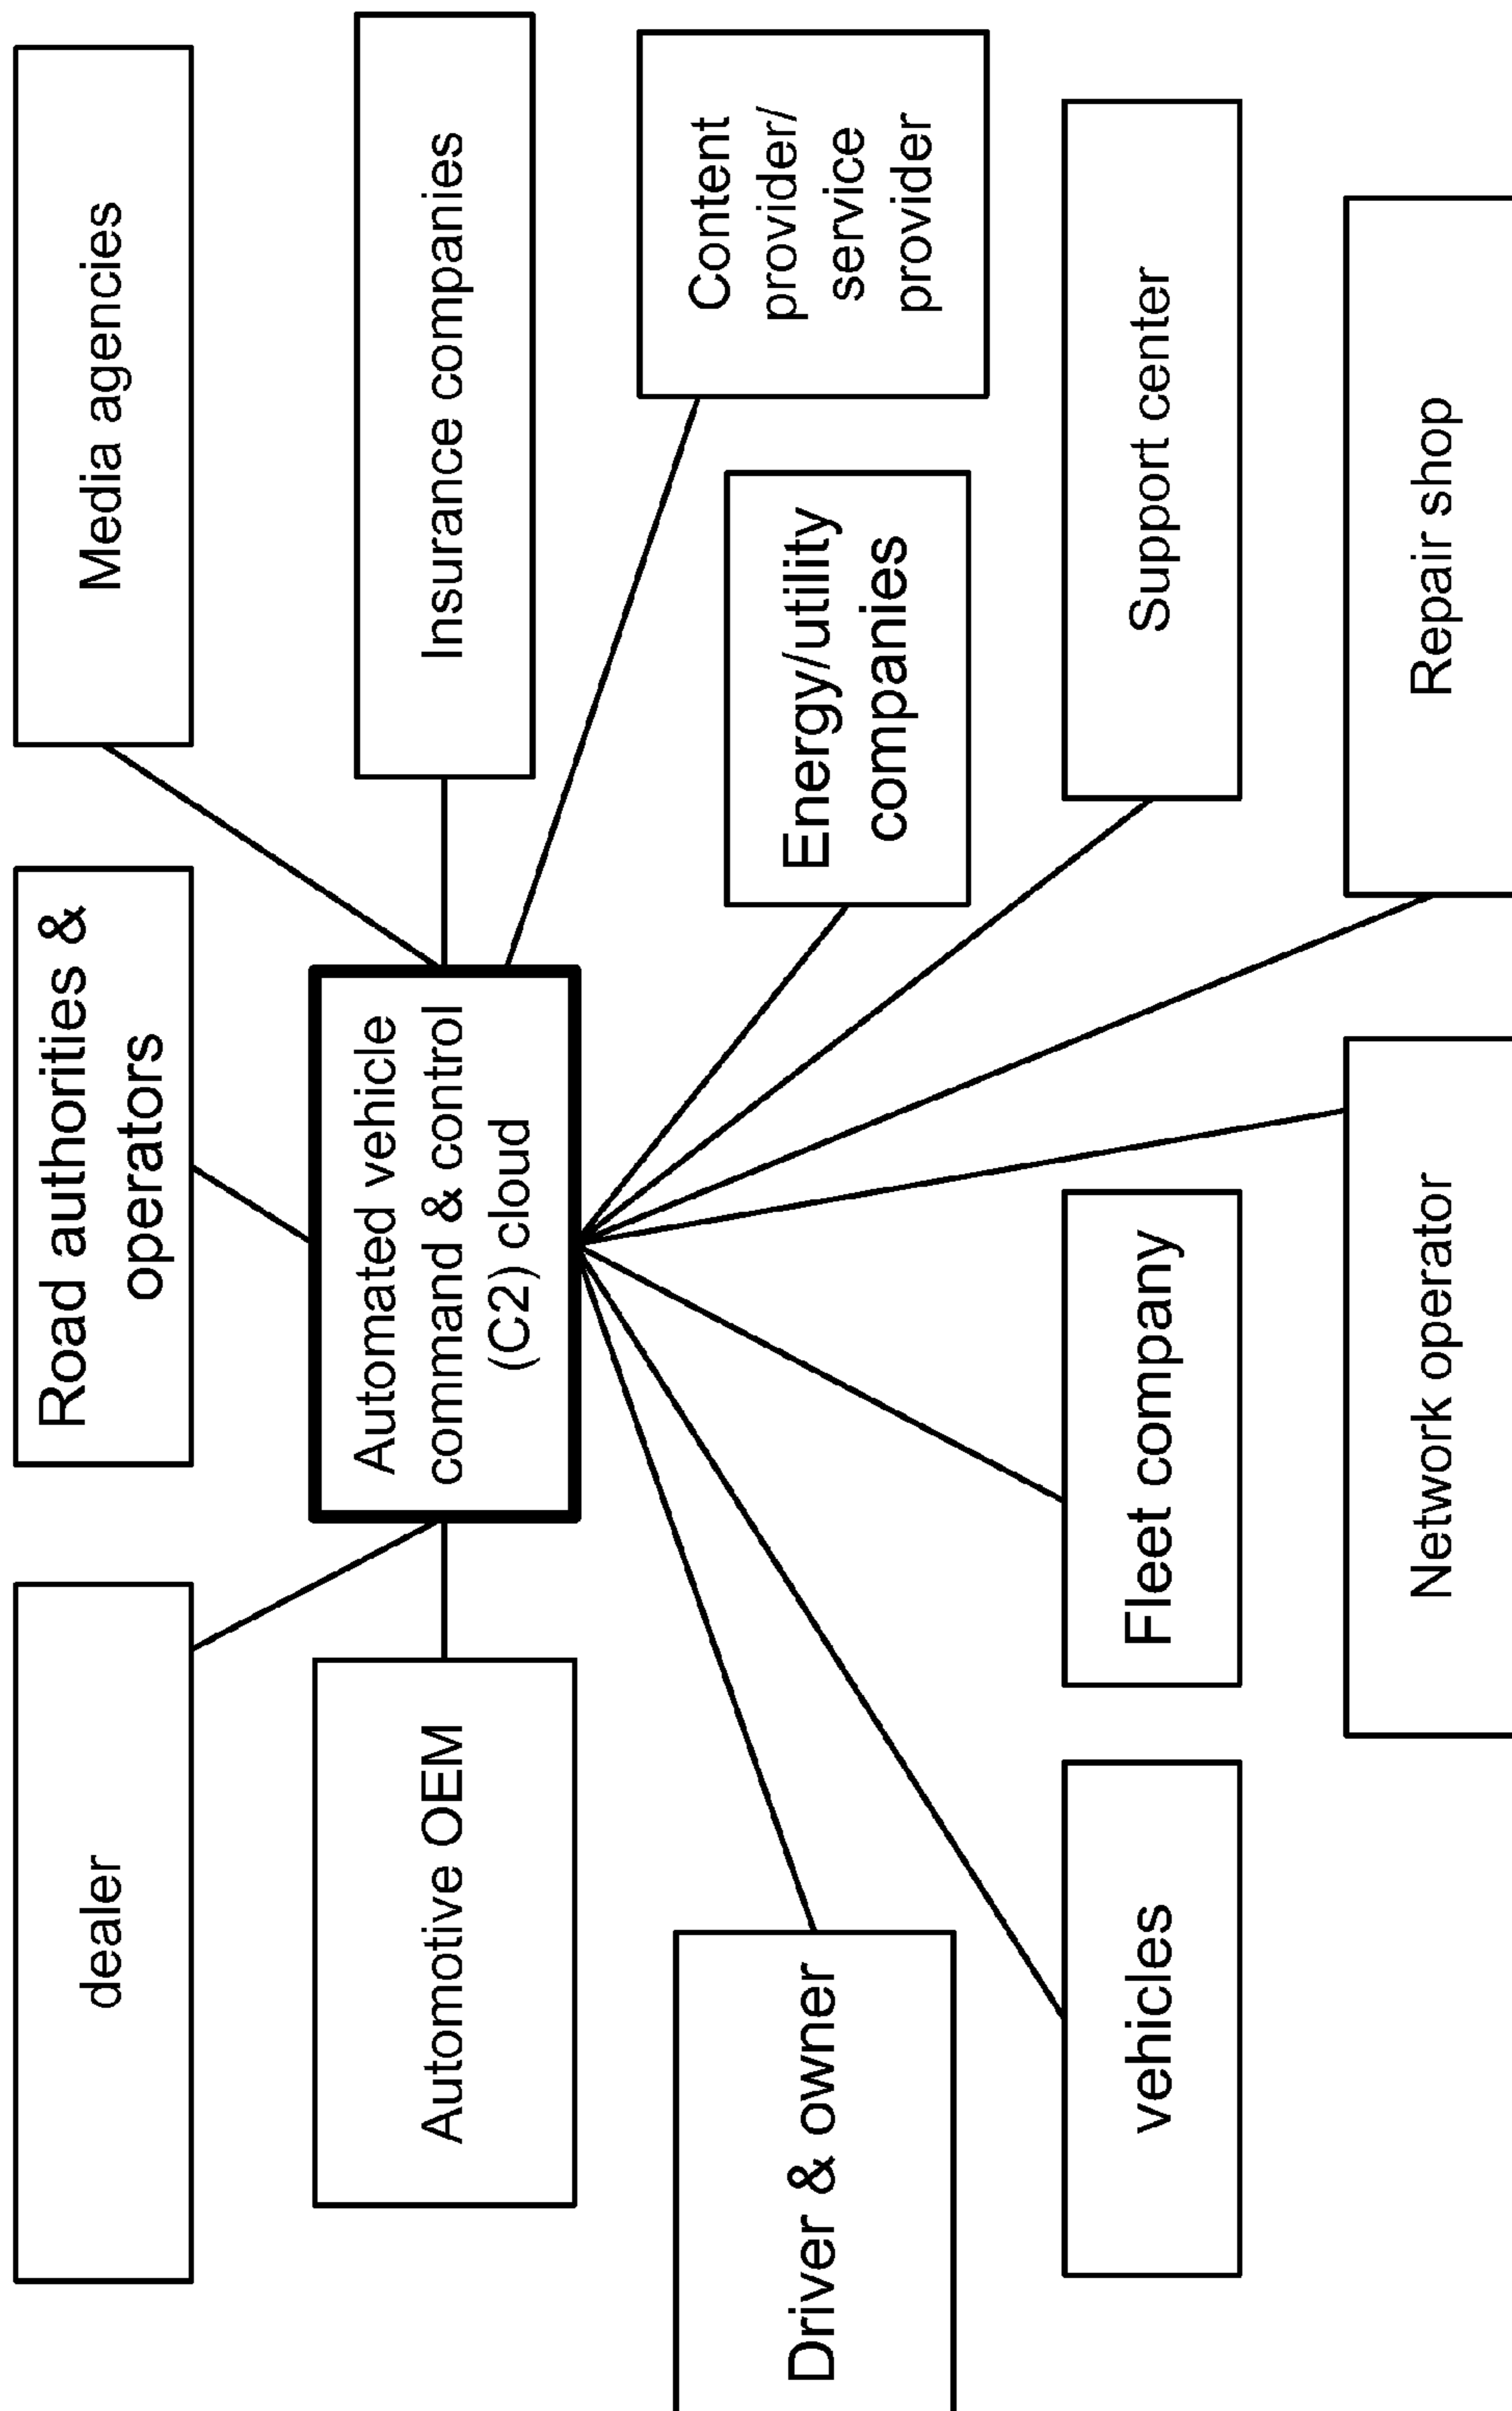 dealer
Road authorities &
operators
Media agencies
Automotive OEM
Automated vehicle
command & control
(C2) cloud
Insurance companies
Driver & owner
Energy/utility
companies
Content
provider/
service
provider
vehicles
Fleet company
Support center
Network operator
Repair shop